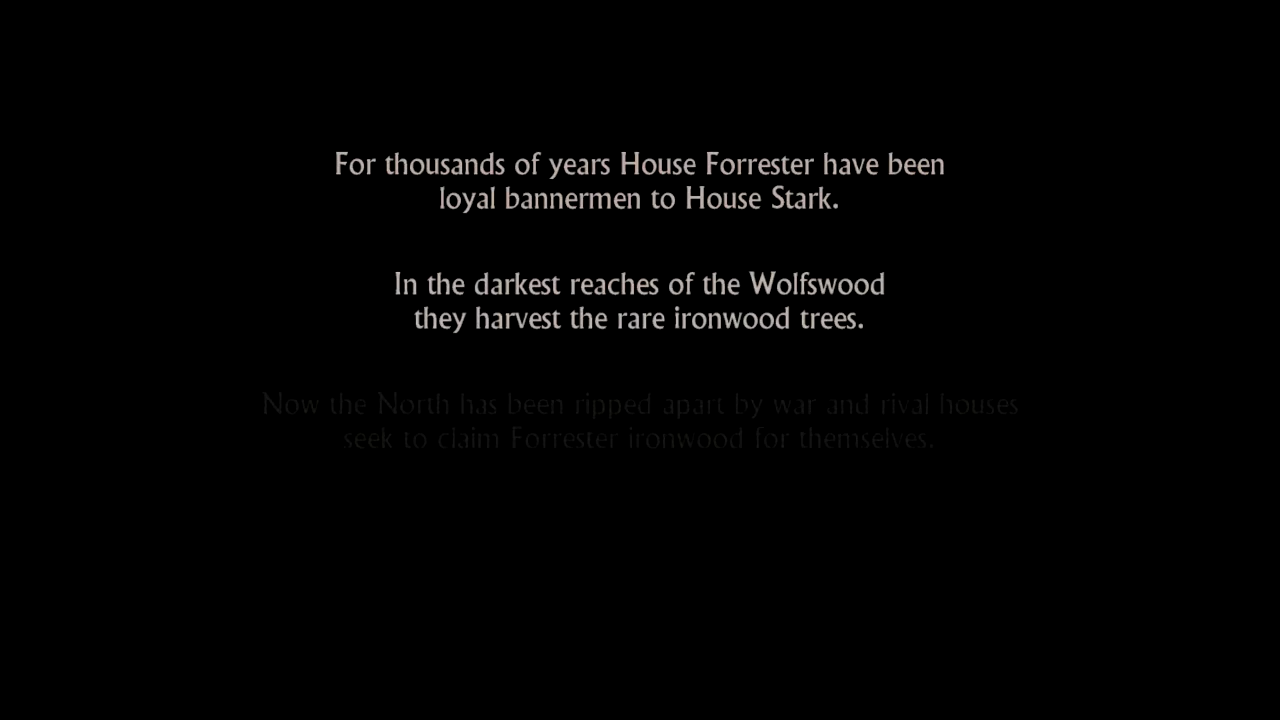 For thousands of years House Forrester have been
loyal bannermen to House Stark.
In the darkest reaches of the Wolfswood
they harvest the rare ironwood trees.
Now the North has been ripped apart by war and rival houses
seek to claim Forrester ironwood for themselves.